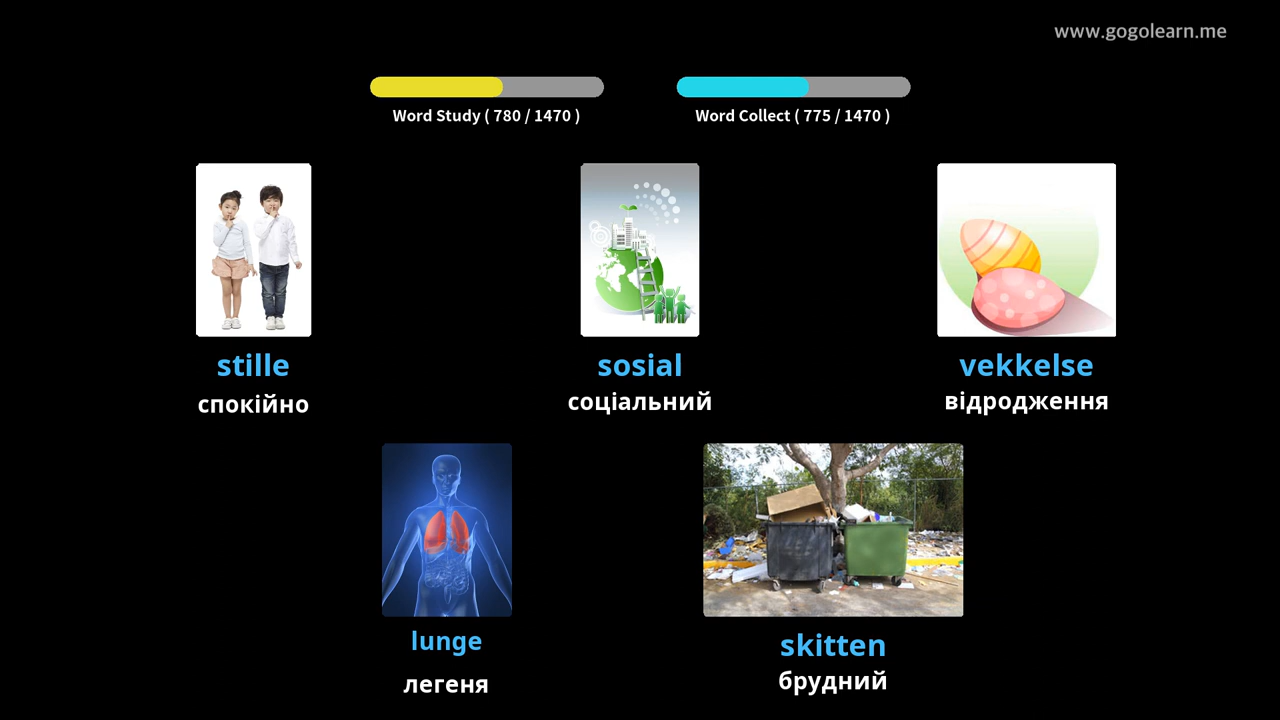 www.gogolearn.me
Word Study ( 780 / 1470 )
Word Collect ( 775 / 1470 )
stille
спокійно
sosial
соціальний
vekkelse
відродження
lunge
легеня
skitten
брудний